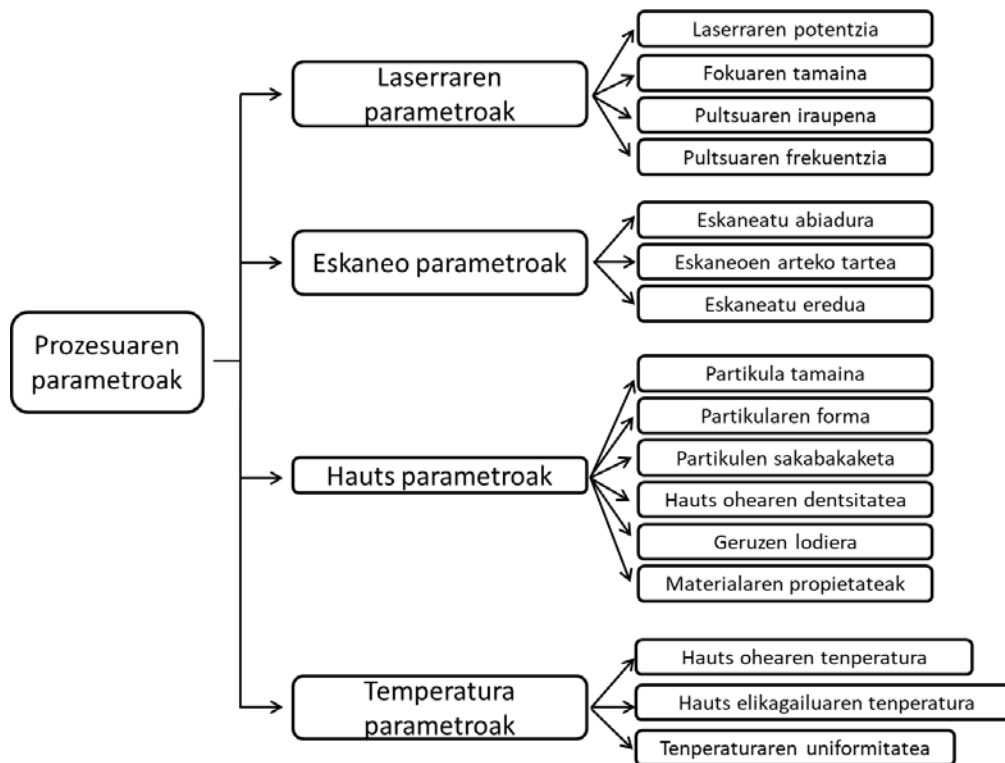 Prozesuaren
parametroak
Laserraren
parametroak
Laserraren potentzia
Fokuaren tamaina
Pultsuaren iraupena
Pultsuaren frekuentzia
Eskaneo parametroak
Eskaneatu abiadura
Eskaneoen arteko tartea
Eskaneatu eredua
Hauts parametroak
Partikula tamaina
Partikularen forma
Partikulen sakabakaketa
Hauts ohearen dentsitatea
Geruzen lodiera
Materialaren propietateak
Temperatura
parametroak
Hauts ohearen tenperatura
Hauts elikagailuaren tenperatura
Tenperaturaren uniformitatea